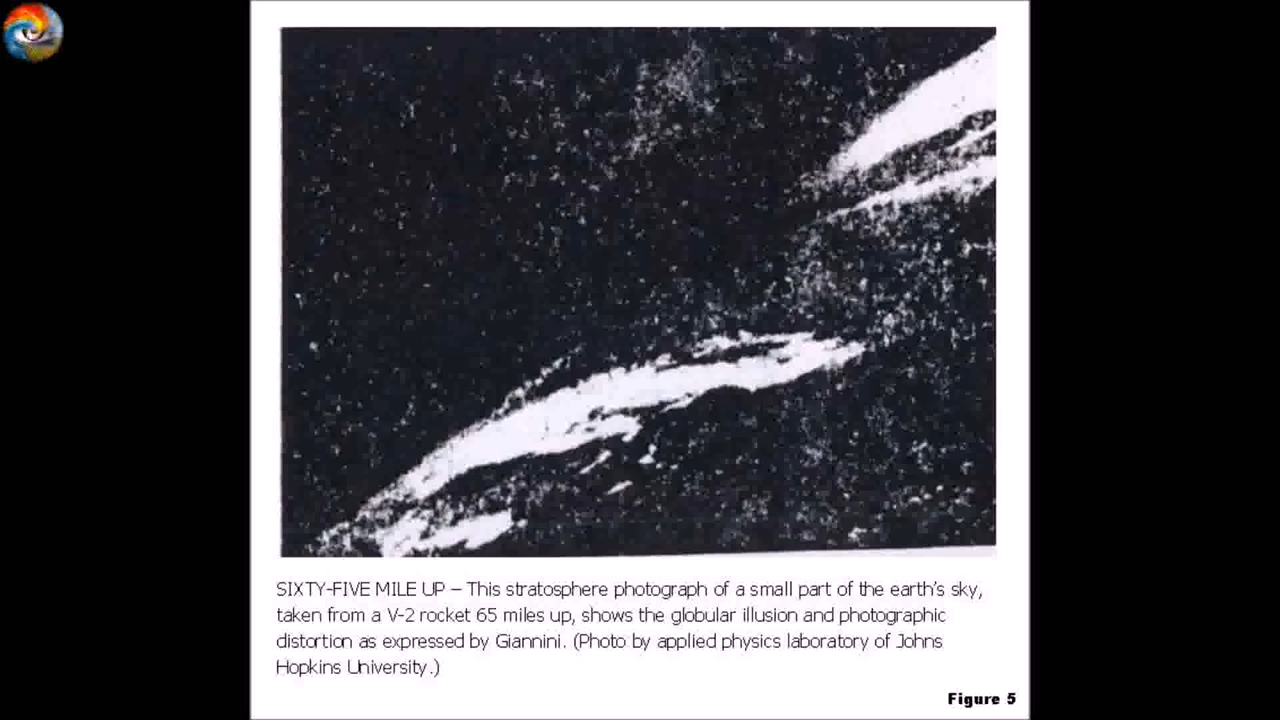 SIXTY-FIVE MILE UP – This stratosphere photograph of a small part of the earth's sky,
taken from a V-2 rocket 65 miles up, shows the globular illusion and photographic
distortion as expressed by Giannini. (Photo by applied physics laboratory of Johns
Hopkins University.)
Figure 5